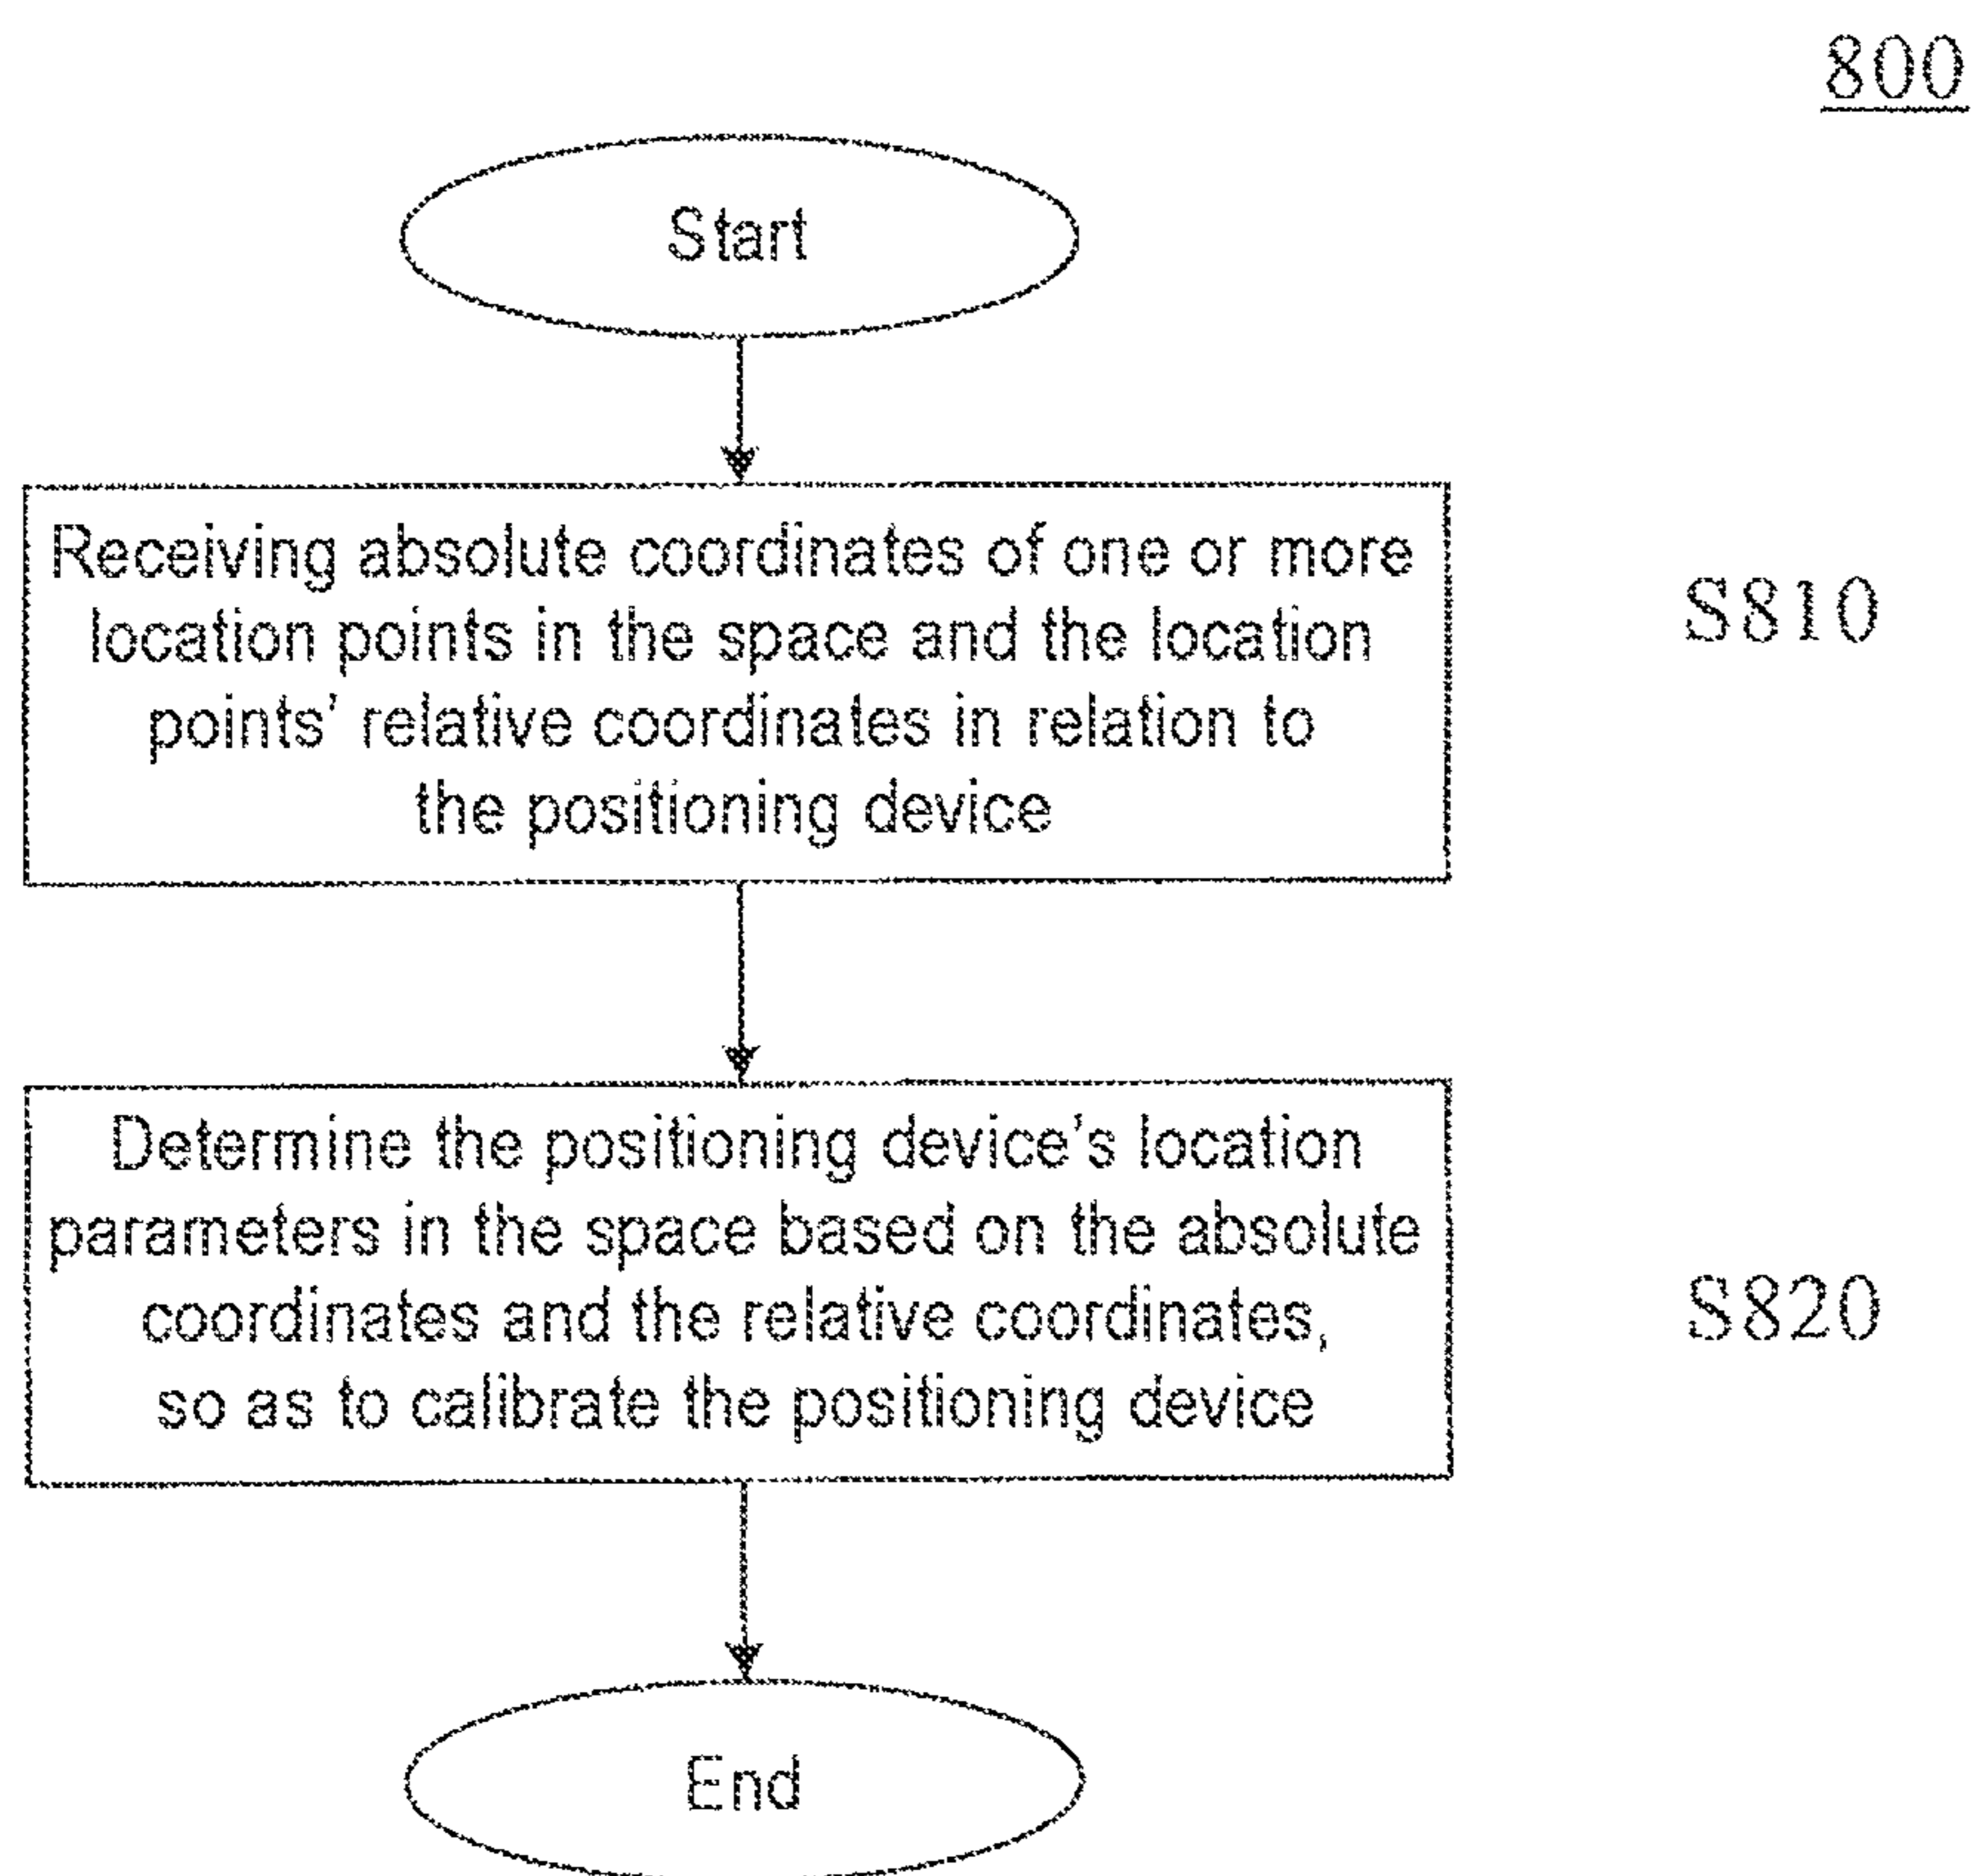 800
Start
Receiving absolute coordinates of one or more
location points in the space and the location
points' relative coordinates in relation to
the positioning device
S810
Determine the positioning device's location
parameters in the space based on the absolute
coordinates and the relative coordinates,
so as to calibrate the positioning device
S820
End